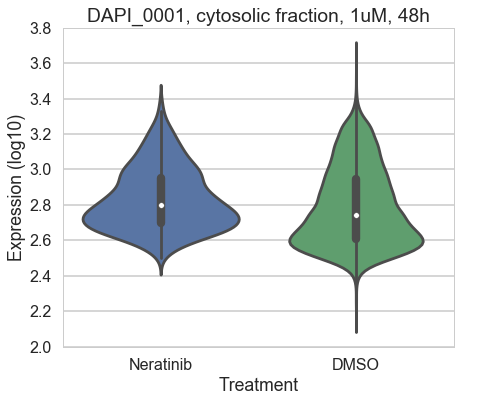 DAPI_0001, cytosolic fraction, 1uM, 48h
Expression (log10)
3.8
3.6
3.4
3.2
3.0
2.8
2.6
2.4
2.2
2.0
Neratinib
DMSO
Treatment